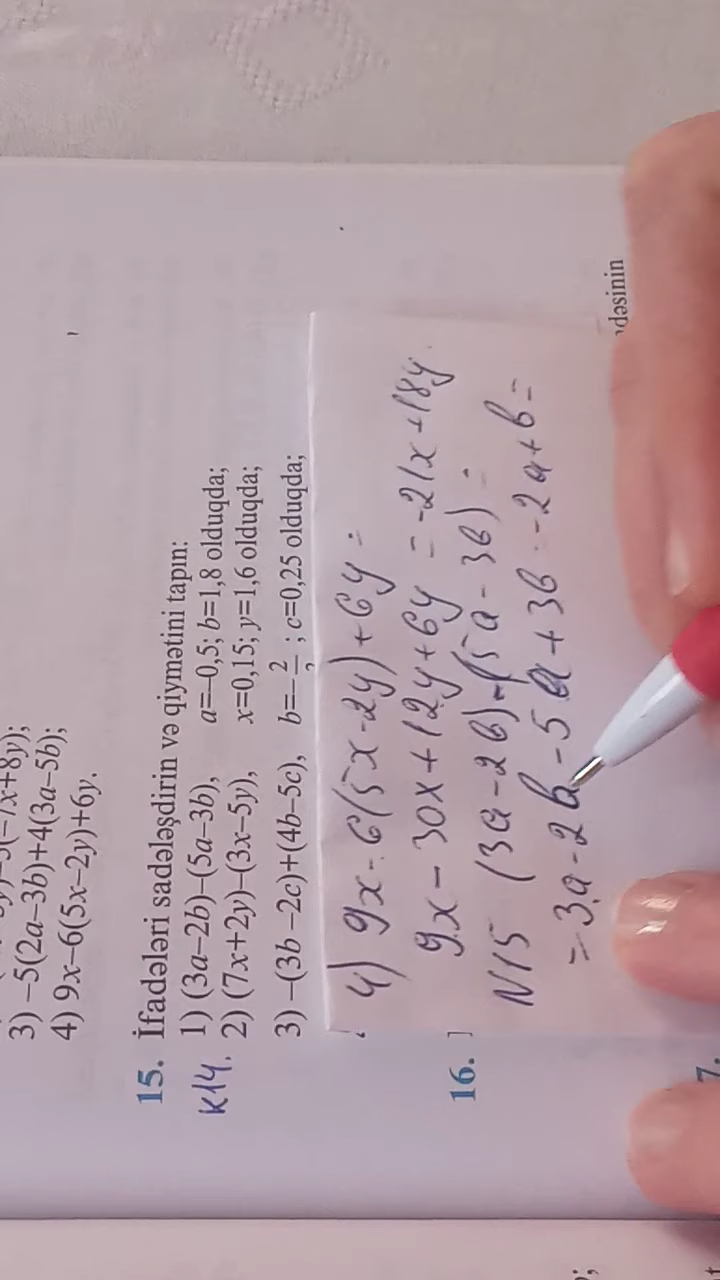 3) –5(2a–3b)+4(3a–5b);
4) 9x–6(5x–2y)+6y.
15. İfadələri sadələşdirin və qiymətini tapın:
K14. 1) (3a–2b)–(5a–3b), a=–0,5; b=1,8 olduqda;
2) (7x+2y)–(3x–5y), x=0,15; y=1,6 olduqda;
3) –(3b–2c)+(4b–5c), b=–2 ; c=0,25 olduqda;
4) 9x-6(5x-2y)+6y=
9x-30x+12y+6y=-21x+18y.
16.
N15 (3a-2b)-(5a-3b)=
=3a-2b-5a+3b=-2a+b=
dəsinin
7.